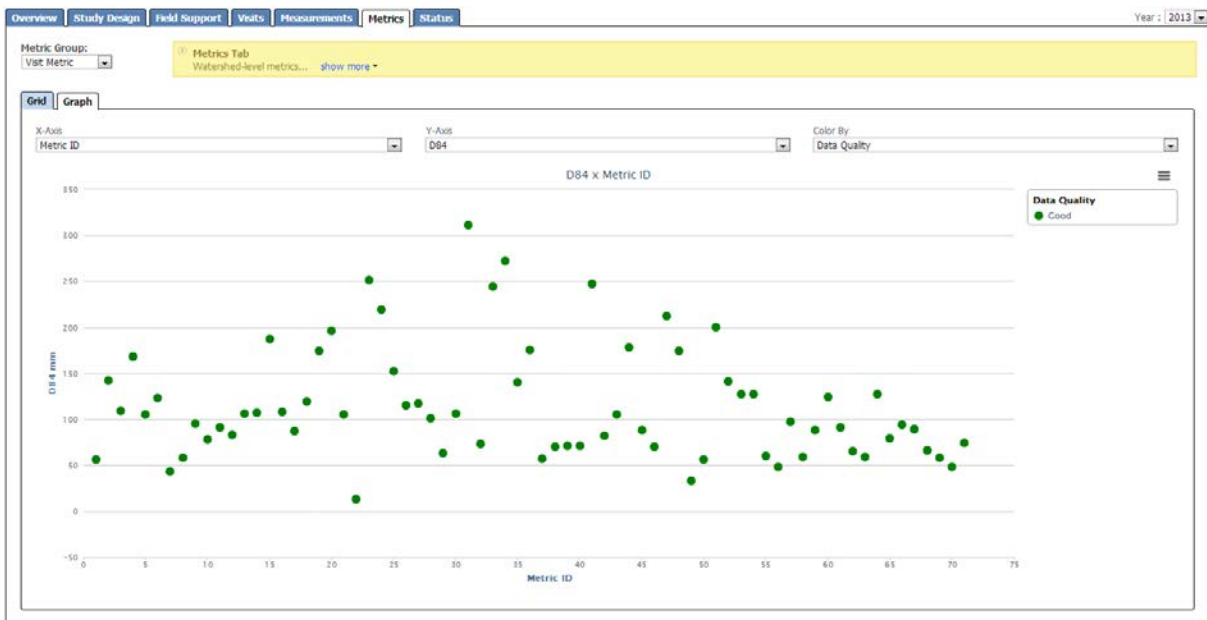 Overview Study Design Field Support Visits Measurements Metrics Status Year : 2013
Metric Group:
Visit Metric
Metrics Tab
Watershed-level metrics... show more
Grid Graph
X-Axis Y-Axis Color By
Metric ID D84 Data Quality
D84 x Metric ID
Data Quality
Good
350
300
250
200
150
100
50
0
-50
D84 mm
0 5 10 15 20 25 30 35 40 45 50 55 60 65 70 75
Metric ID